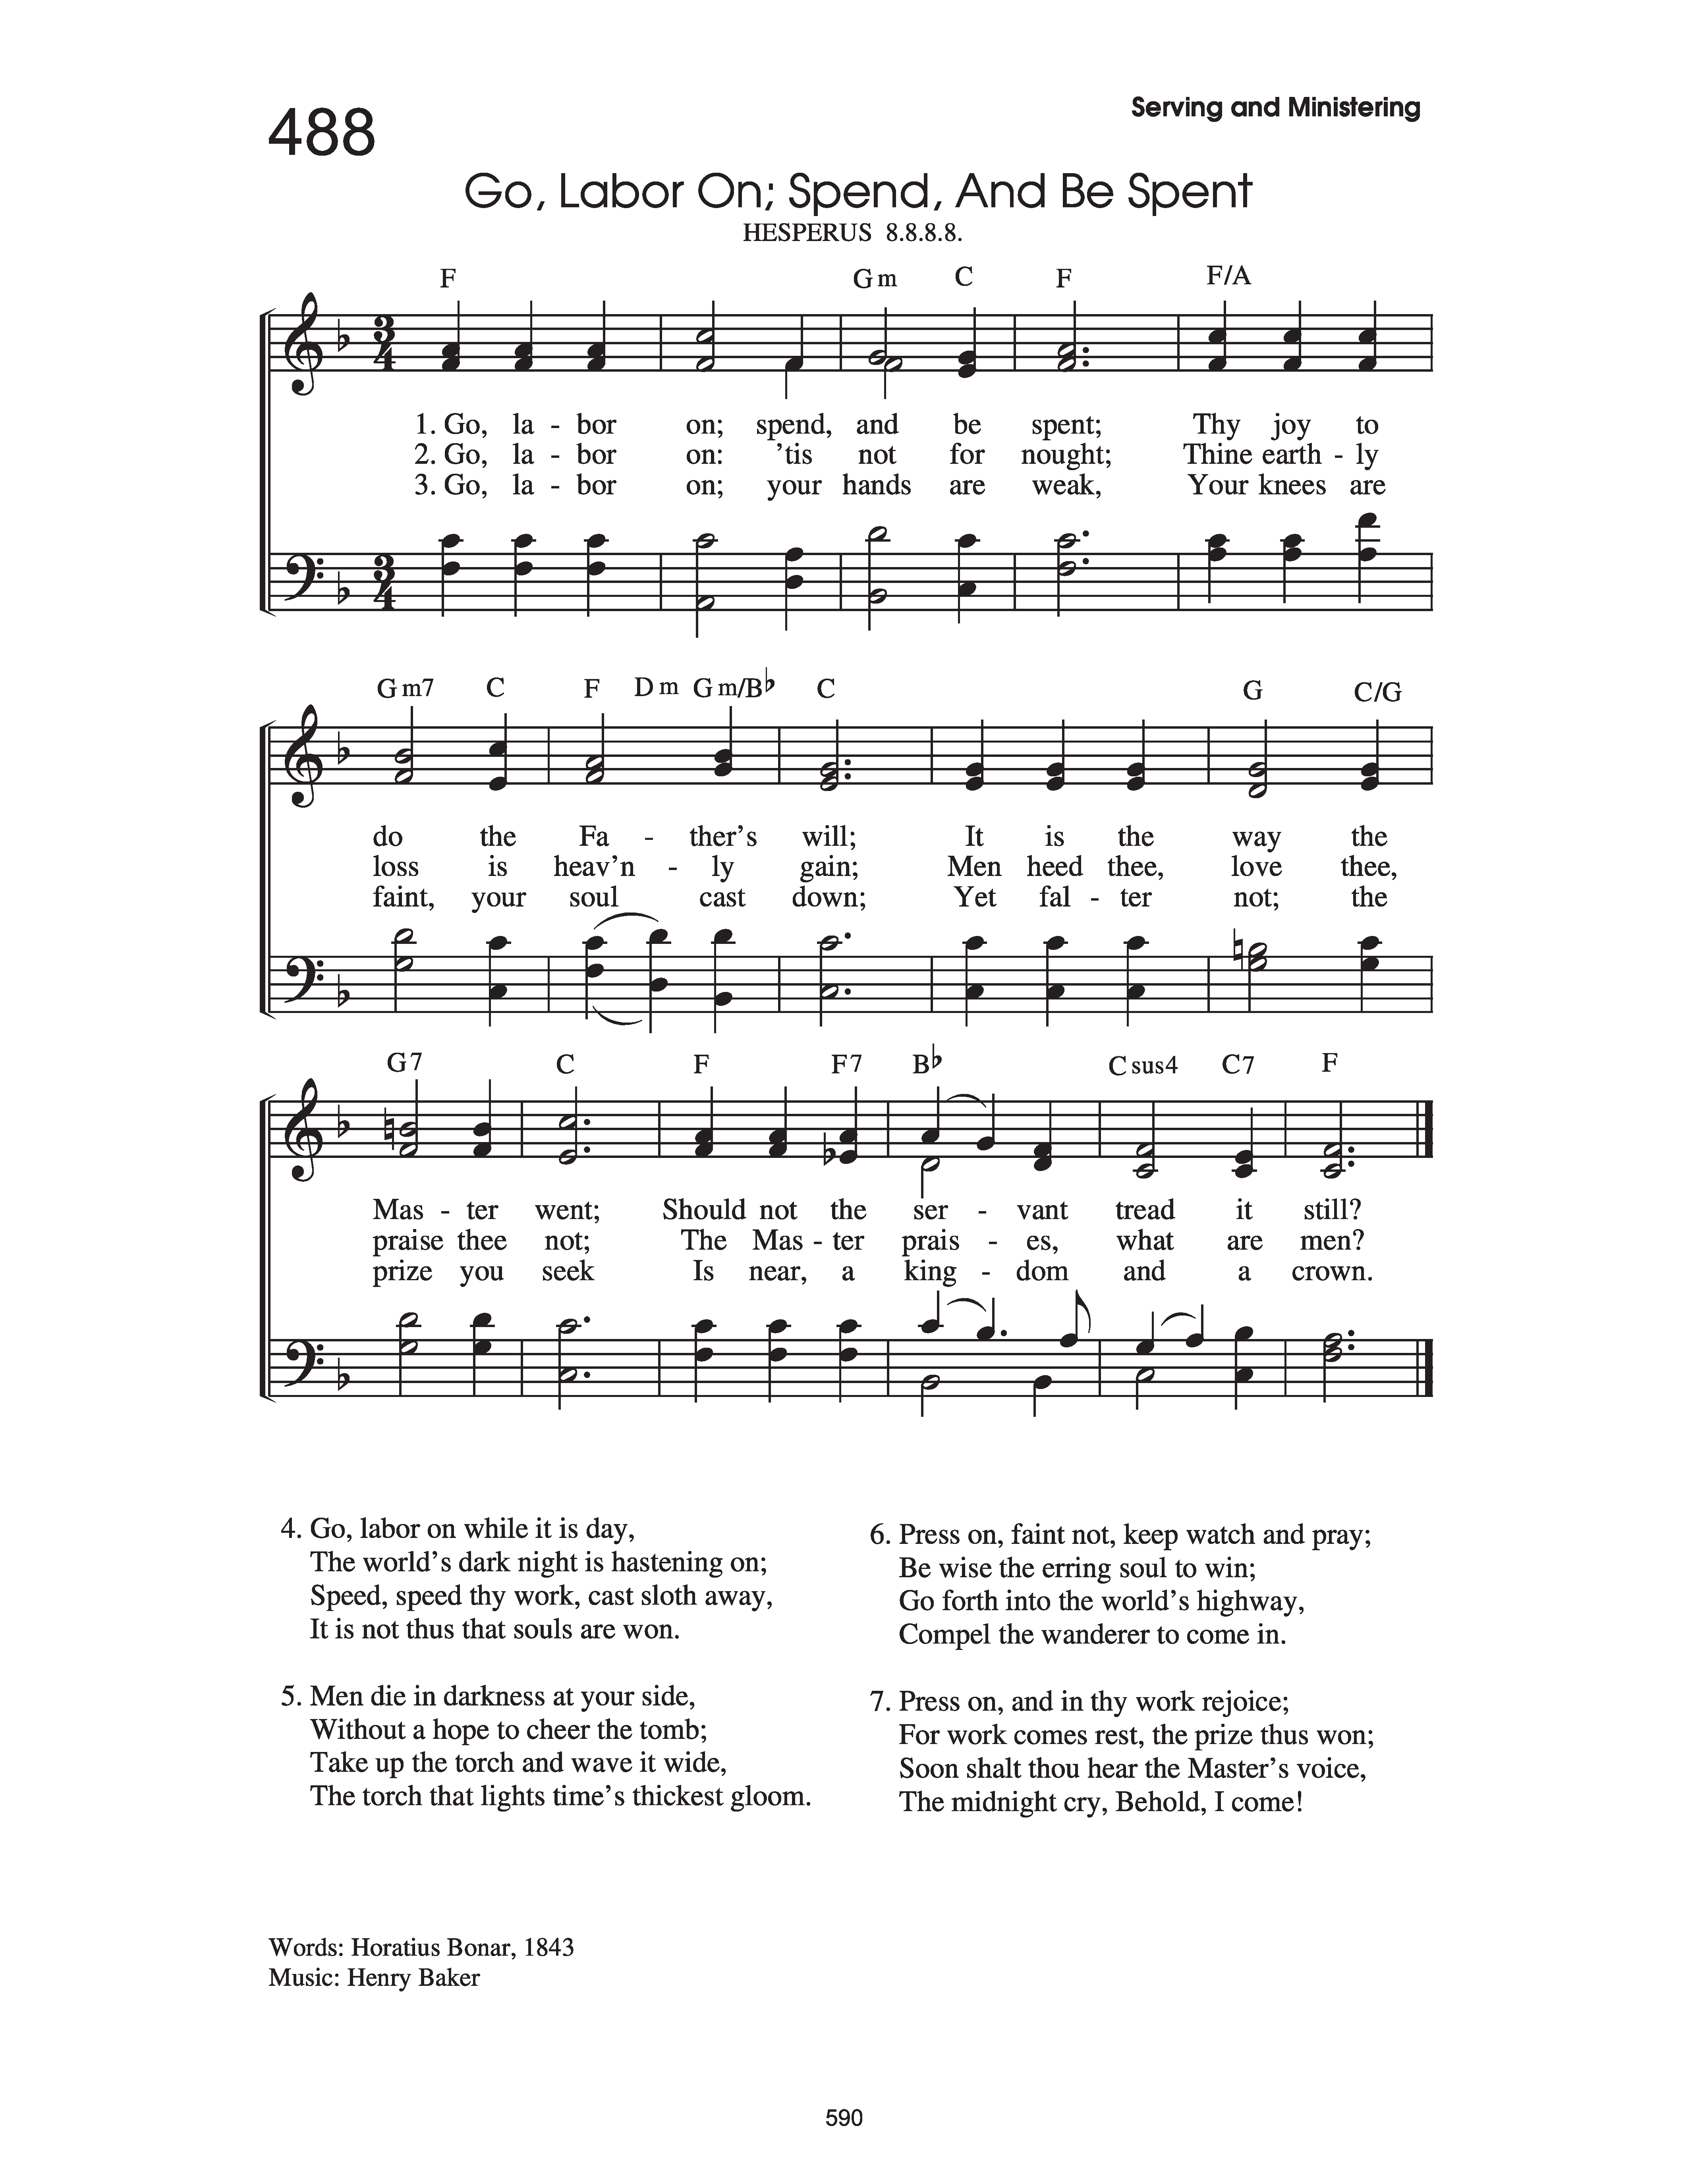 488
Serving and Ministering
Go, Labor On; Spend, And Be Spent
HESPERUS 8.8.8.8.
F Gm C F F/A
3/4
1. Go, la - bor on; spend, and be spent; Thy joy to
2. Go, la - bor on: ’tis not for nought; Thine earth - ly
3. Go, la - bor on; your hands are weak, Your knees are
3/4
Gm7 C F Dm Gm/B♭ C G C/G
do the Fa - ther’s will; It is the way the
loss is heav’n - ly gain; Men heed thee, love thee,
faint, your soul cast down; Yet fal - ter not; the
G7 C F F7 B♭ Csus4 C7 F
Mas - ter went; Should not the ser - vant tread it still?
praise thee not; The Mas - ter prais - es, what are men?
prize you seek Is near, a king - dom and a crown.
4. Go, labor on while it is day,
The world’s dark night is hastening on;
Speed, speed thy work, cast sloth away,
It is not thus that souls are won.
5. Men die in darkness at your side,
Without a hope to cheer the tomb;
Take up the torch and wave it wide,
The torch that lights time’s thickest gloom.
6. Press on, faint not, keep watch and pray;
Be wise the erring soul to win;
Go forth into the world’s highway,
Compel the wanderer to come in.
7. Press on, and in thy work rejoice;
For work comes rest, the prize thus won;
Soon shalt thou hear the Master’s voice,
The midnight cry, Behold, I come!
Words: Horatius Bonar, 1843
Music: Henry Baker
590